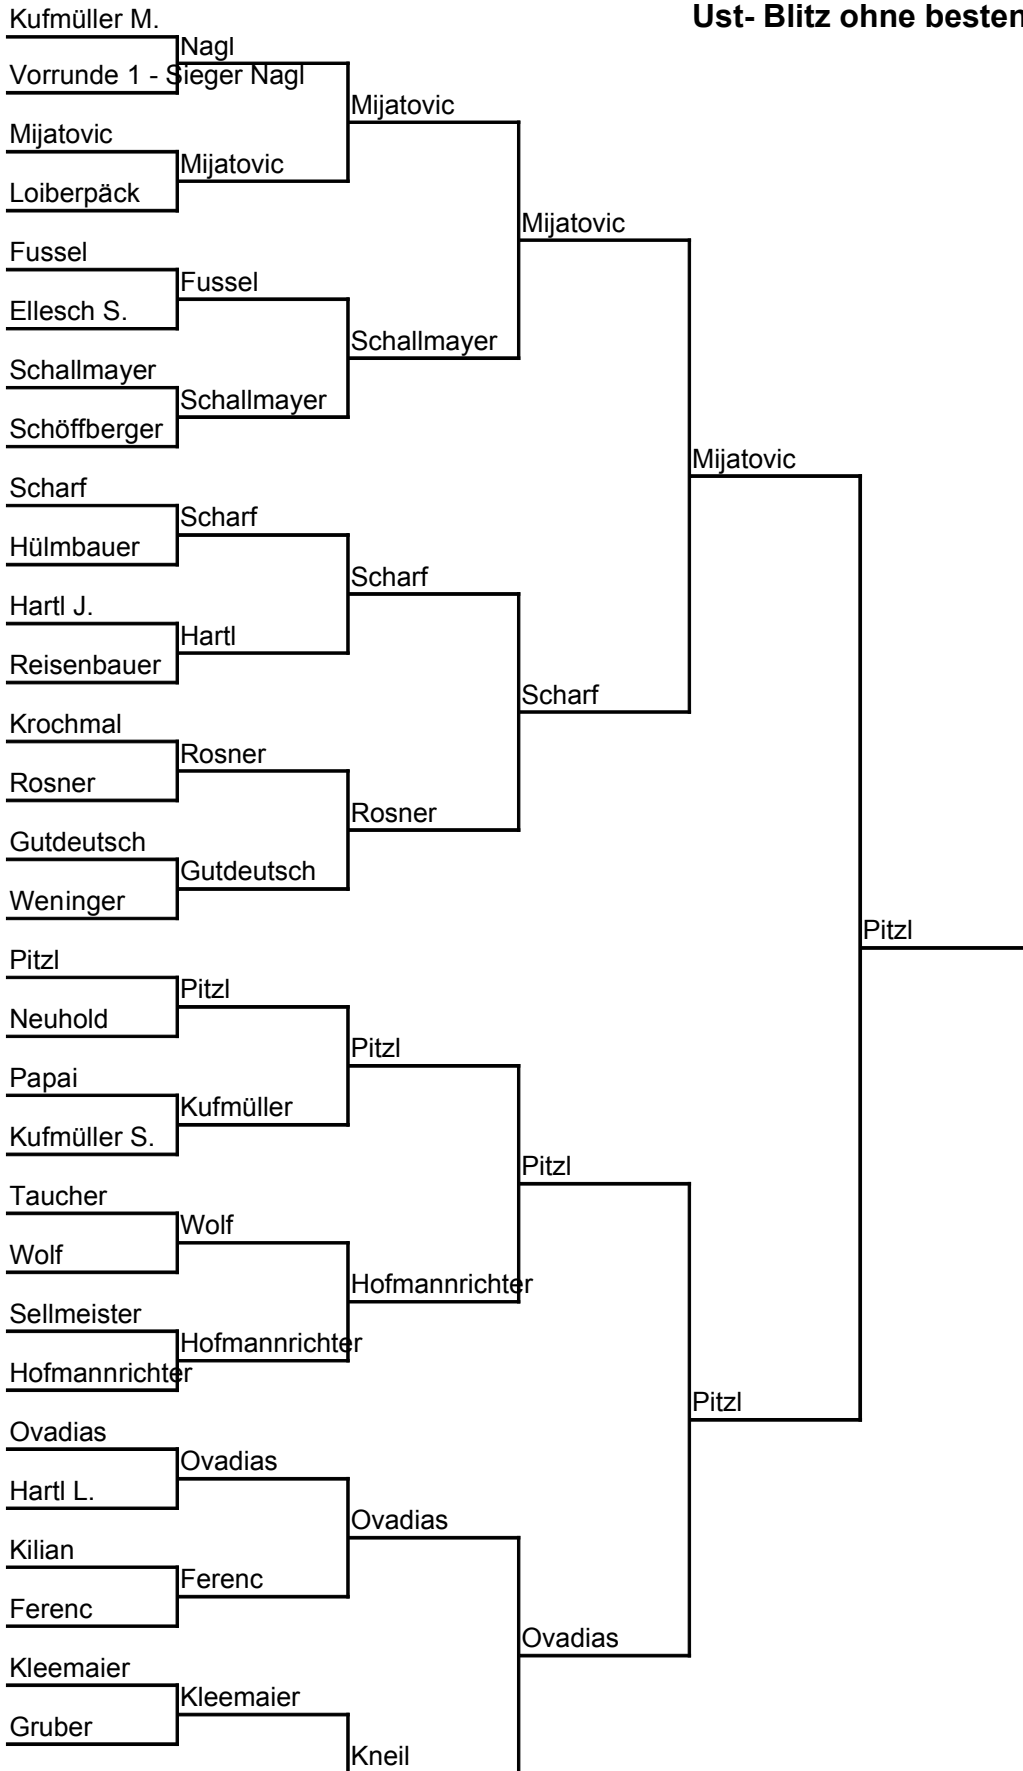 Ust- Blitz ohne besten
Kufmüller M.
Nagl
Vorrunde 1 - Sieger Nagl
Mijatovic
Mijatovic
Mijatovic
Loiberpäck
Mijatovic
Fussel
Fussel
Ellesch S.
Schallmayer
Schallmayer
Schallmayer
Schöffberger
Mijatovic
Scharf
Scharf
Hülmbauer
Scharf
Hartl J.
Hartl
Reisenbauer
Scharf
Krochmal
Rosner
Rosner
Rosner
Gutdeutsch
Gutdeutsch
Weninger
Pitzl
Pitzl
Pitzl
Neuhold
Pitzl
Papai
Kufmüller
Kufmüller S.
Pitzl
Taucher
Wolf
Wolf
Hofmannrichter
Sellmeister
Hofmannrichter
Hofmannrichter
Pitzl
Ovadias
Ovadias
Hartl L.
Ovadias
Kilian
Ferenc
Ferenc
Ovadias
Kleemaier
Kleemaier
Gruber
Kneil